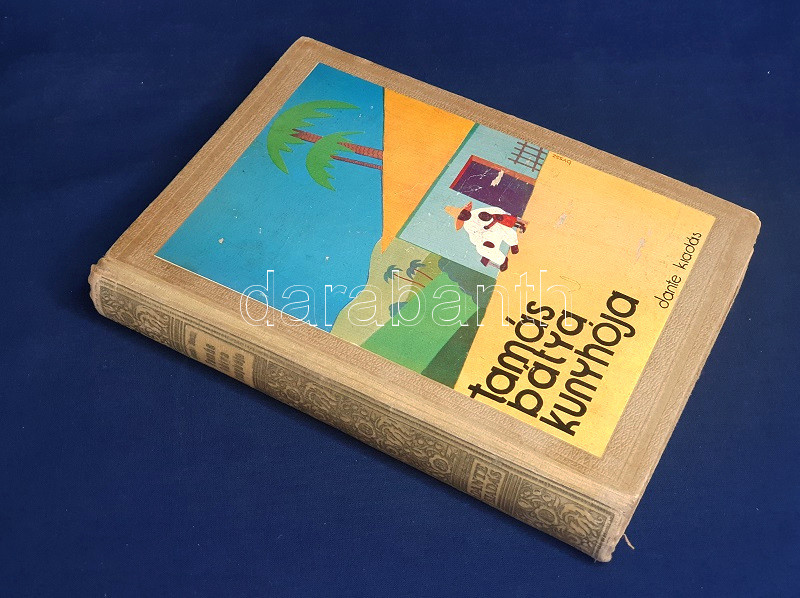 tamás
bátya
kunyhója
dante kiadás
darabanth